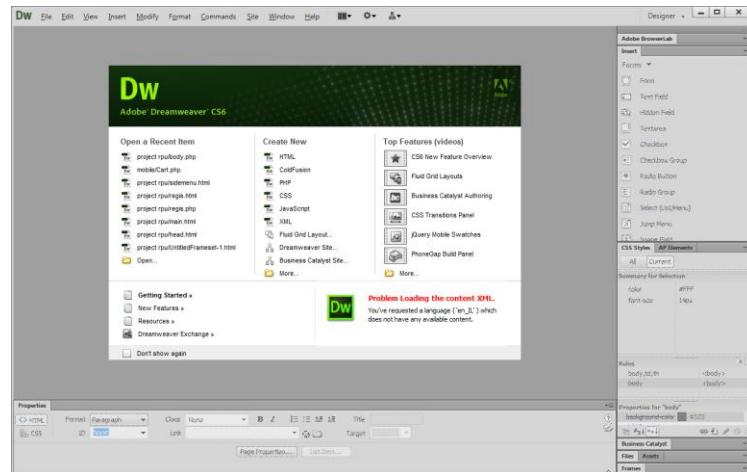 DW File Edit View Insert Modify Format Commands Site Window Help Designer
Dw
Adobe® Dreamweaver® CS6
Adobe
Open a Recent Item
project rpu/body.php
mobile/Cart.php
project rpu/sidemenu.html
project rpu/regis.html
project rpu/regis.php
project rpu/main.html
project rpu/head.html
project rpu/UntitledFrameset-1.html
Open...
Create New
HTML
ColdFusion
PHP
CSS
JavaScript
XML
Fluid Grid Layout...
Dreamweaver Site...
Business Catalyst Site...
More...
Top Features (videos)
CS6 New Feature Overview
Fluid Grid Layouts
Business Catalyst Authoring
CSS Transitions Panel
jQuery Mobile Swatches
PhoneGap Build Panel
More...
Getting Started »
New Features »
Resources »
Dreamweaver Exchange »
Dw
Problem Loading the content XML.
You've requested a language ("en_IL") which
does not have any available content.
Don't show again
Adobe BrowserLab
Insert
Forms
Form
Text Field
Hidden Field
Textarea
Checkbox
Checkbox Group
Radio Button
Radio Group
Select (List/Menu)
Jump Menu
Image Field
CSS Styles AP Elements
All Current
Summary for Selection
color #FFF
font-size 14px
Rules
body,td,th <body>
body <body>
Properties for "body"
background-color
Business Catalyst
Files Assets
Frames
Properties
<> HTML Format Paragraph Class None B I Title
CSS ID None Link Target
Page Properties... List Item...